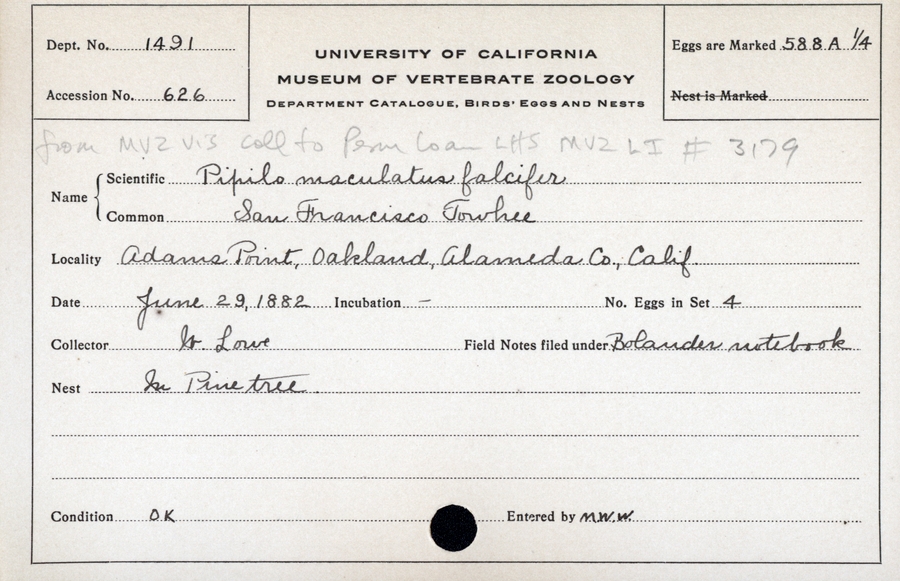 Dept. No. 1491
Accession No. 626
UNIVERSITY OF CALIFORNIA
MUSEUM OF VERTEBRATE ZOOLOGY
DEPARTMENT CATALOGUE, BIRDS' EGGS AND NESTS
Eggs are Marked 588A 1/4
Nest is Marked
from MVZ VIS coll to Perm Loan LHS MVZ LI # 3179
Name
Scientific Pipilo maculatus falcifer
Common San Francisco Towhee
Locality Adams Point, Oakland, Alameda Co., Calif
Date June 29, 1882 Incubation — No. Eggs in Set 4
Collector W. Lowe Field Notes filed under Bolander notebook
Nest In Pine tree.
Condition OK Entered by M.W.W.